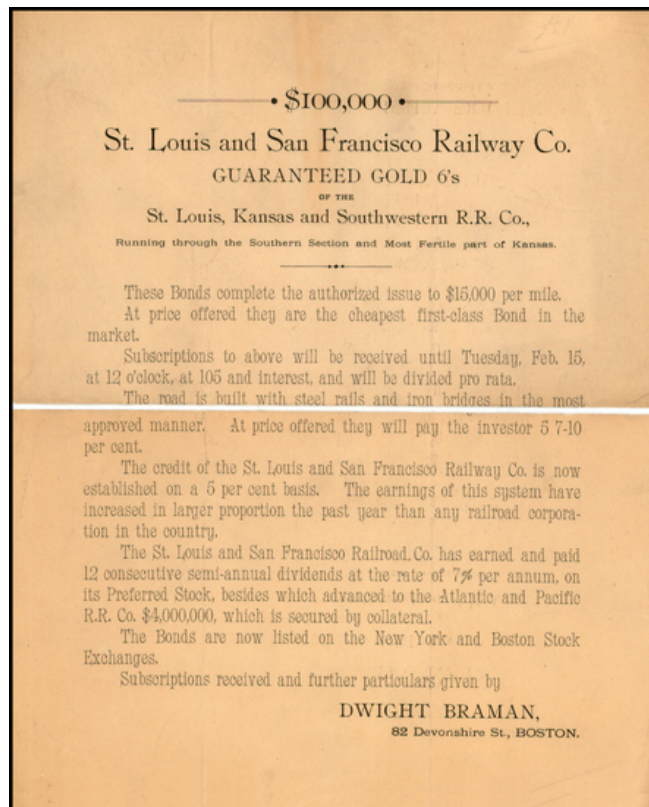 • $100,000 •
St. Louis and San Francisco Railway Co.
GUARANTEED GOLD 6's
OF THE
St. Louis, Kansas and Southwestern R.R. Co.,
Running through the Southern Section and Most Fertile part of Kansas.
These Bonds complete the authorized issue to $15,000 per mile.
At price offered they are the cheapest first-class Bond in the
market.
Subscriptions to above will be received until Tuesday, Feb. 15,
at 12 o'clock, at 105 and interest, and will be divided pro rata.
The road is built with steel rails and iron bridges in the most
approved manner. At price offered they will pay the investor 5 7-10
per cent.
The credit of the St. Louis and San Francisco Railway Co. is now
established on a 5 per cent basis. The earnings of this system have
increased in larger proportion the past year than any railroad corpora-
tion in the country.
The St. Louis and San Francisco Railroad Co. has earned and paid
12 consecutive semi-annual dividends at the rate of 7% per annum, on
its Preferred Stock, besides which advanced to the Atlantic and Pacific
R.R. Co. $4,000,000, which is secured by collateral.
The Bonds are now listed on the New York and Boston Stock
Exchanges.
Subscriptions received and further particulars given by
DWIGHT BRAMAN,
82 Devonshire St., BOSTON.